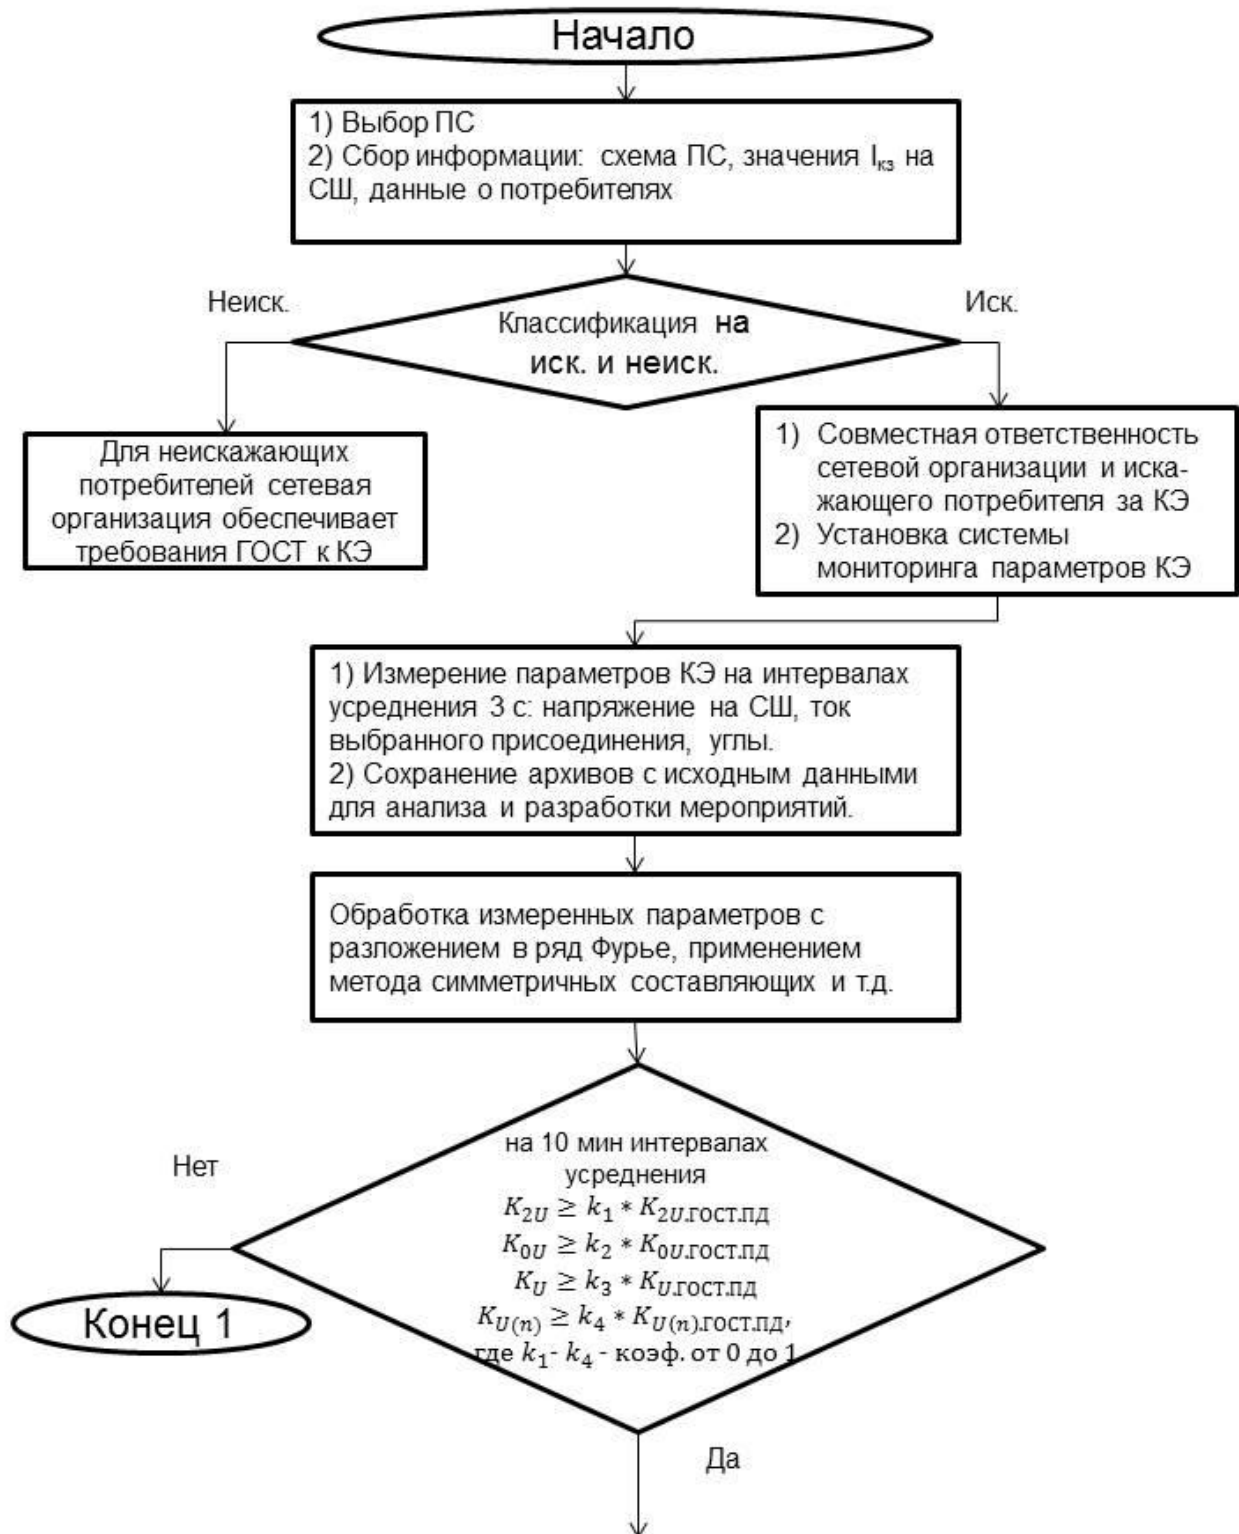 Начало
1) Выбор ПС
2) Сбор информации: схема ПС, значения Iкз на
СШ, данные о потребителях
Неиск.
Иск.
Классификация на
иск. и неиск.
Для неискажающих
потребителей сетевая
организация обеспечивает
требования ГОСТ к КЭ
1) Совместная ответственность
сетевой организации и иска-
жающего потребителя за КЭ
2) Установка системы
мониторинга параметров КЭ
1) Измерение параметров КЭ на интервалах
усреднения 3 с: напряжение на СШ, ток
выбранного присоединения, углы.
2) Сохранение архивов с исходным данными
для анализа и разработки мероприятий.
Обработка измеренных параметров с
разложением в ряд Фурье, применением
метода симметричных составляющих и т.д.
Нет
на 10 мин интервалах
усреднения
K2U ≥ k1 * K2U.ГОСТ.ПД
K0U ≥ k2 * K0U.ГОСТ.ПД
KU ≥ k3 * KU.ГОСТ.ПД
KU(n) ≥ k4 * KU(n).ГОСТ.ПД,
где k1- k4 - коэф. от 0 до 1
Конец 1
Да